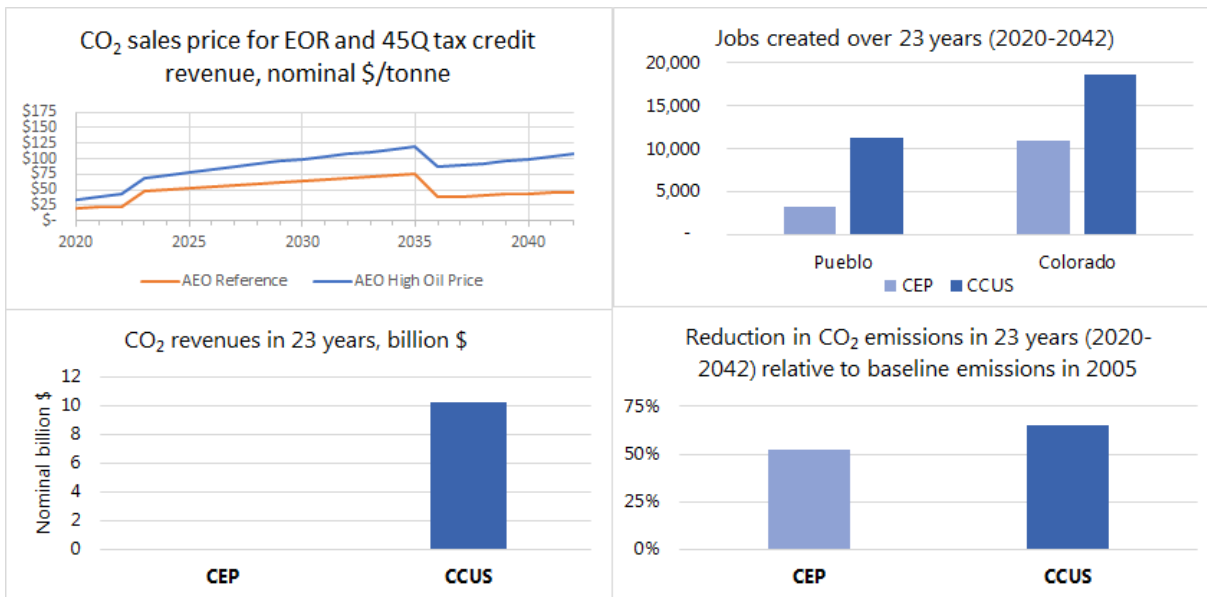 CO₂ sales price for EOR and 45Q tax credit
revenue, nominal $/tonne
$175
$150
$125
$100
$75
$50
$25
$-
2020 2025 2030 2035 2040
AEO Reference AEO High Oil Price
Jobs created over 23 years (2020-2042)
20,000
15,000
10,000
5,000
-
Pueblo Colorado
CEP CCUS
CO₂ revenues in 23 years, billion $
Nominal billion $
12
10
8
6
4
2
0
CEP CCUS
Reduction in CO₂ emissions in 23 years (2020-
2042) relative to baseline emissions in 2005
75%
50%
25%
0%
CEP CCUS